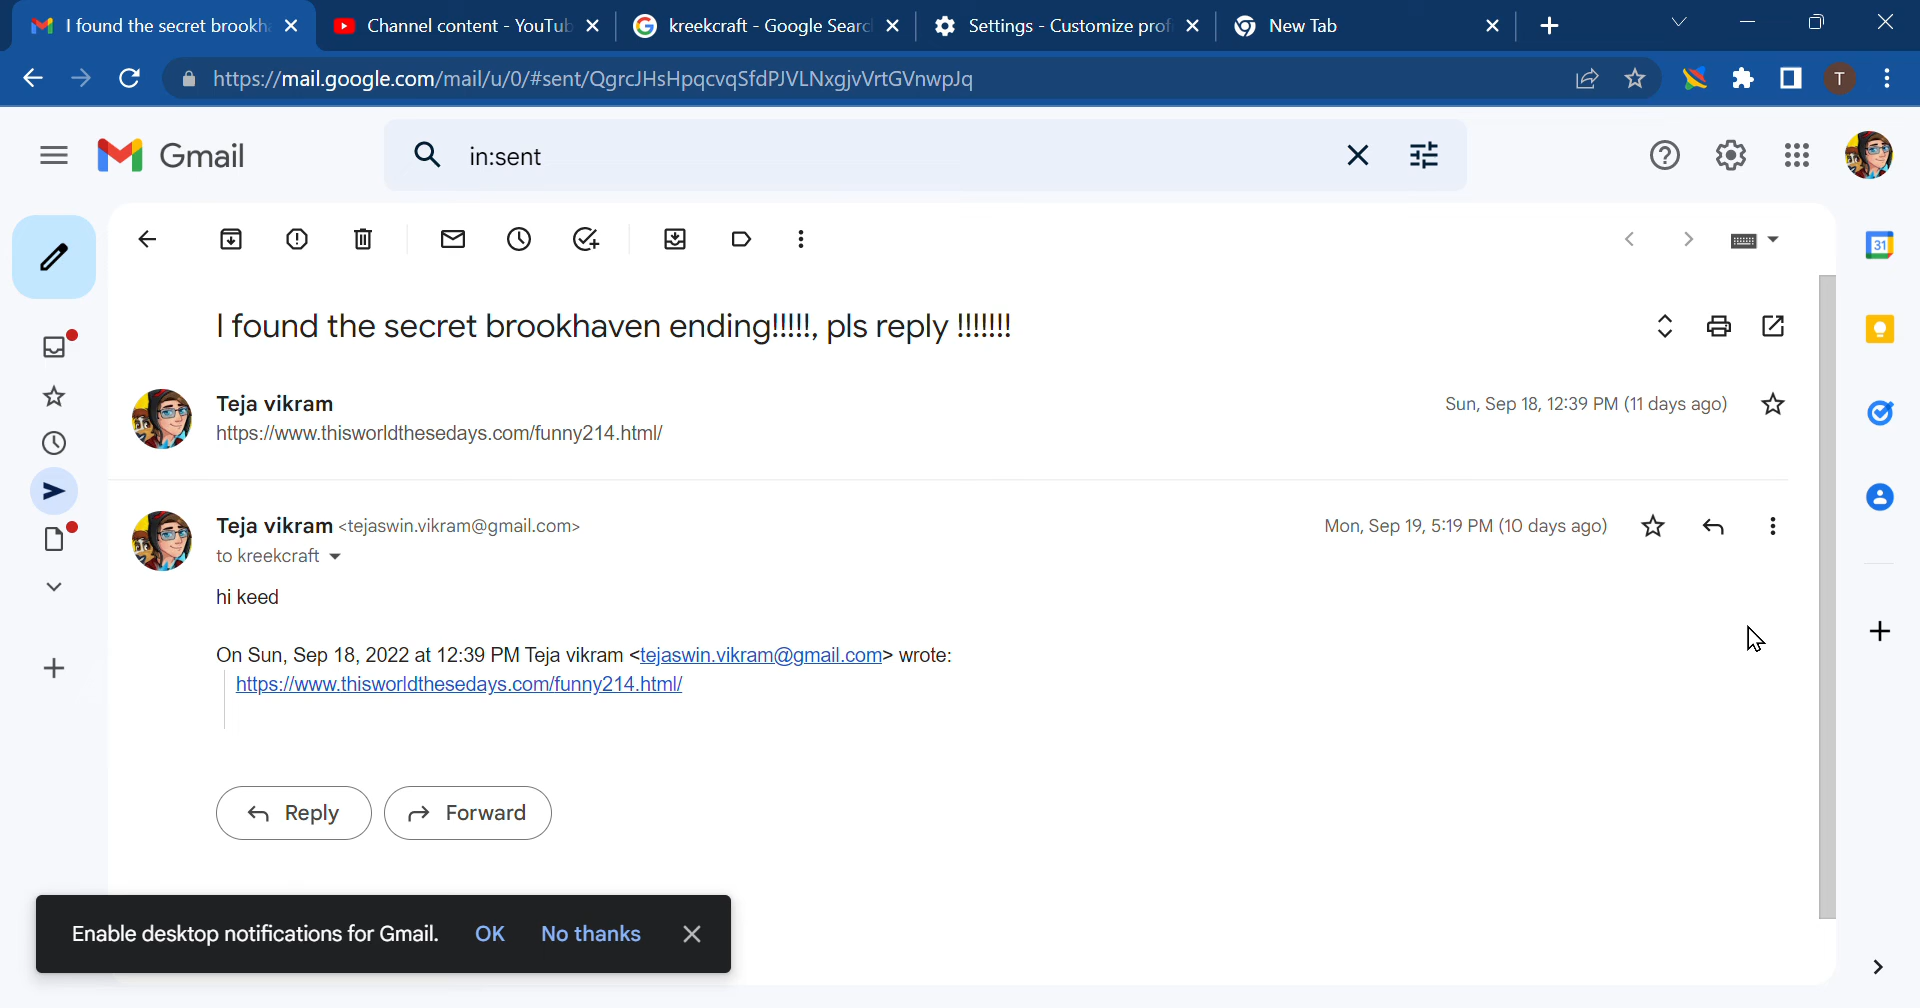 I found the secret brookh
Channel content - YouTub
kreekcraft - Google Searc
Settings - Customize prof
New Tab
https://mail.google.com/mail/u/0/#sent/QgrcJHsHpqcvqSfdPJVLNxgjvVrtGVnwpJq
T
Gmail
in:sent
31
I found the secret brookhaven ending!!!!!, pls reply !!!!!!!
Teja vikram
Sun, Sep 18, 12:39 PM (11 days ago)
https://www.thisworldthesedays.com/funny214.html/
Teja vikram <tejaswin.vikram@gmail.com>
Mon, Sep 19, 5:19 PM (10 days ago)
to kreekcraft
hi keed
On Sun, Sep 18, 2022 at 12:39 PM Teja vikram <tejaswin.vikram@gmail.com> wrote:
https://www.thisworldthesedays.com/funny214.html/
Reply
Forward
Enable desktop notifications for Gmail.
OK
No thanks